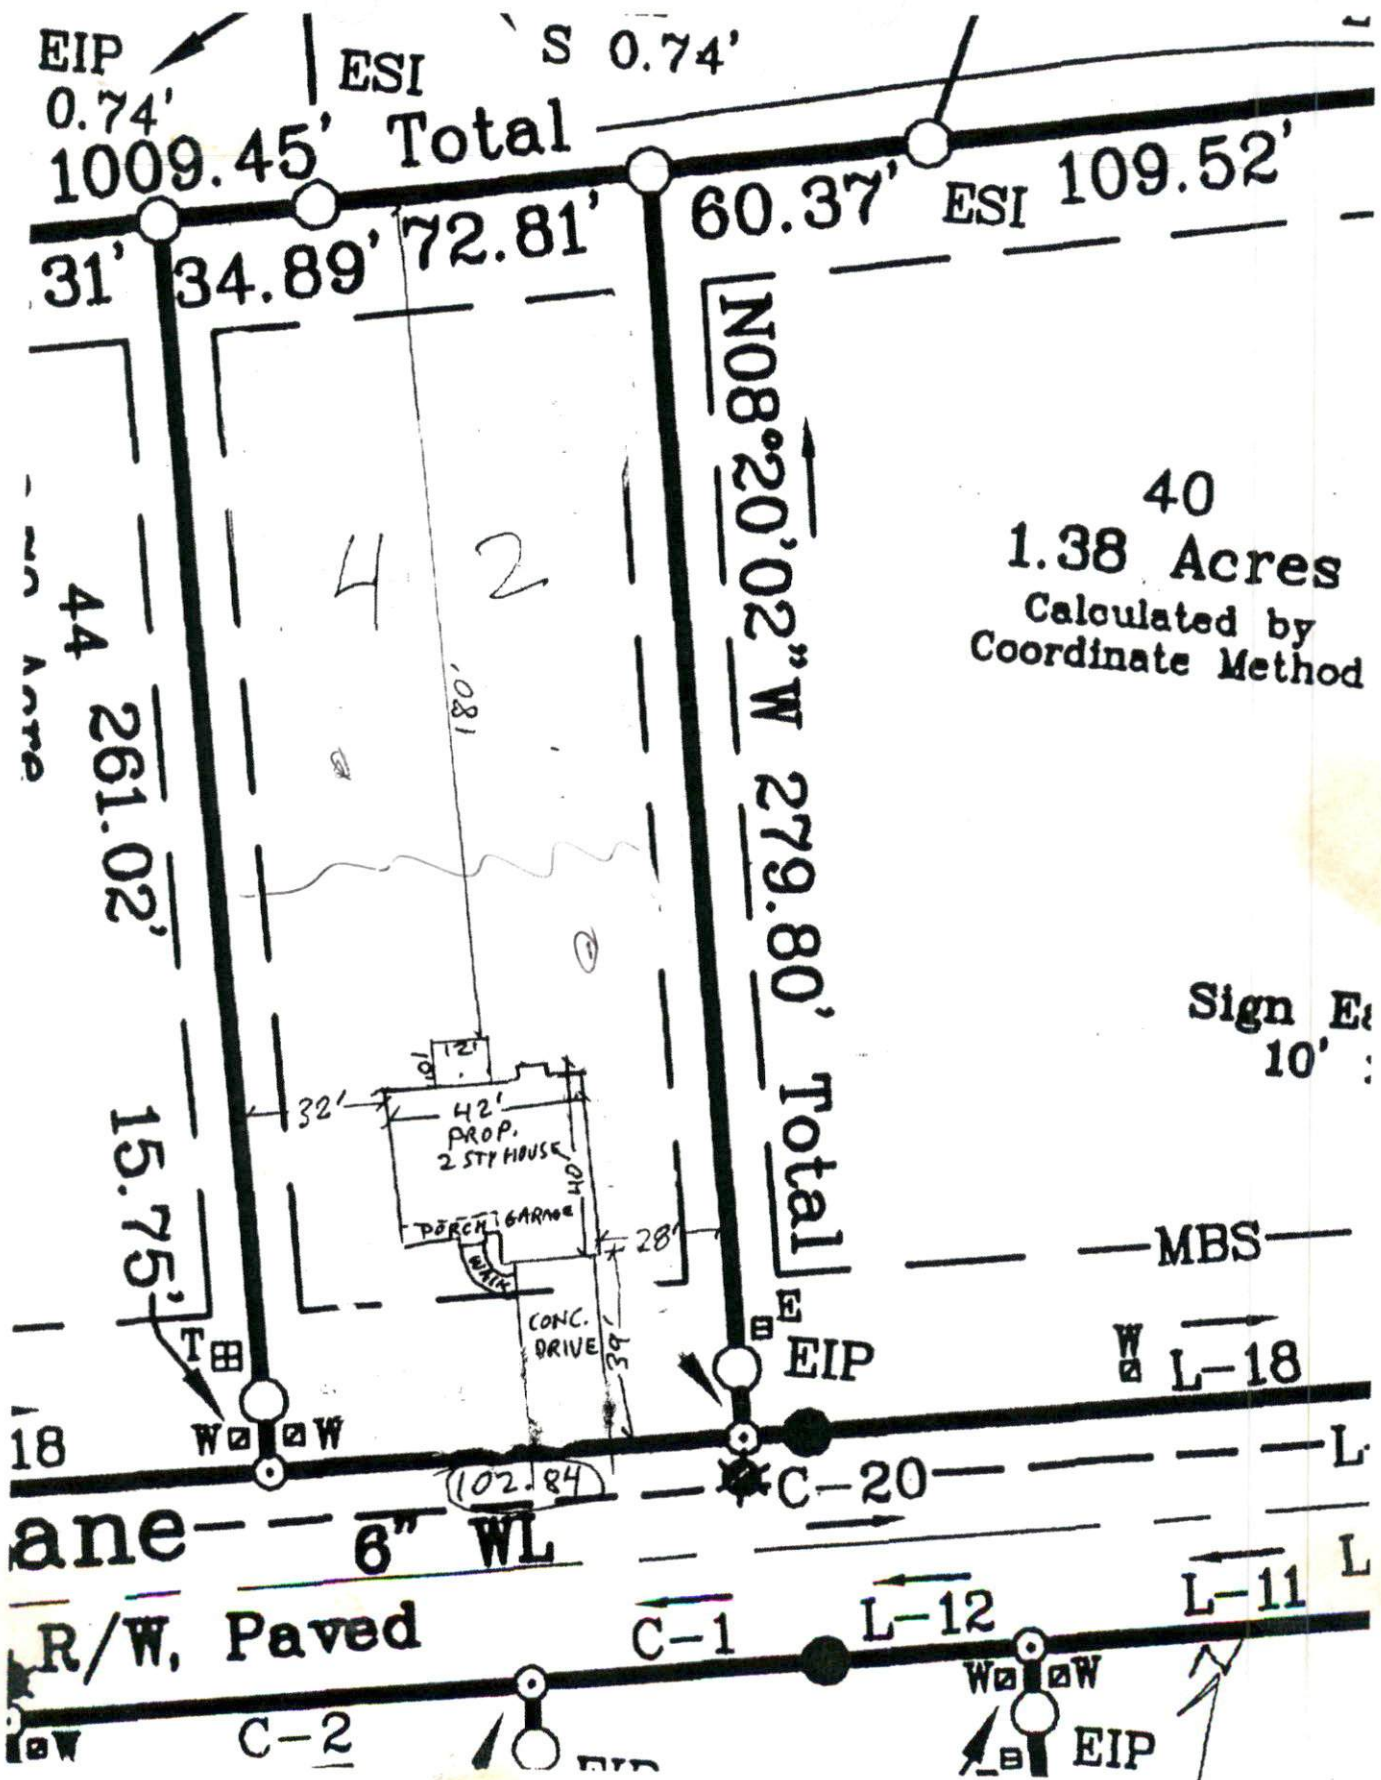 EIP
0.74'
ESI
S 0.74'
1009.45' Total
31'
34.89'
72.81'
60.37'
ESI
109.52'
N08°20'02"W 279.80' Total
40
1.38 Acres
Calculated by
Coordinate Method
4 2
44
261.02'
180'
Sign
10'
15.75'
10'
12'
32'
42'
PROP.
2 STY HOUSE
40'
PORCH
GARAGE
28'
WALK
MBS
CONC.
DRIVE
39'
T
E
EIP
W
L-18
18
W W
102.84
C-20
L-
ane
6" WL
R/W, Paved
C-1
L-12
L-11
L
W W
W
C-2
EIP